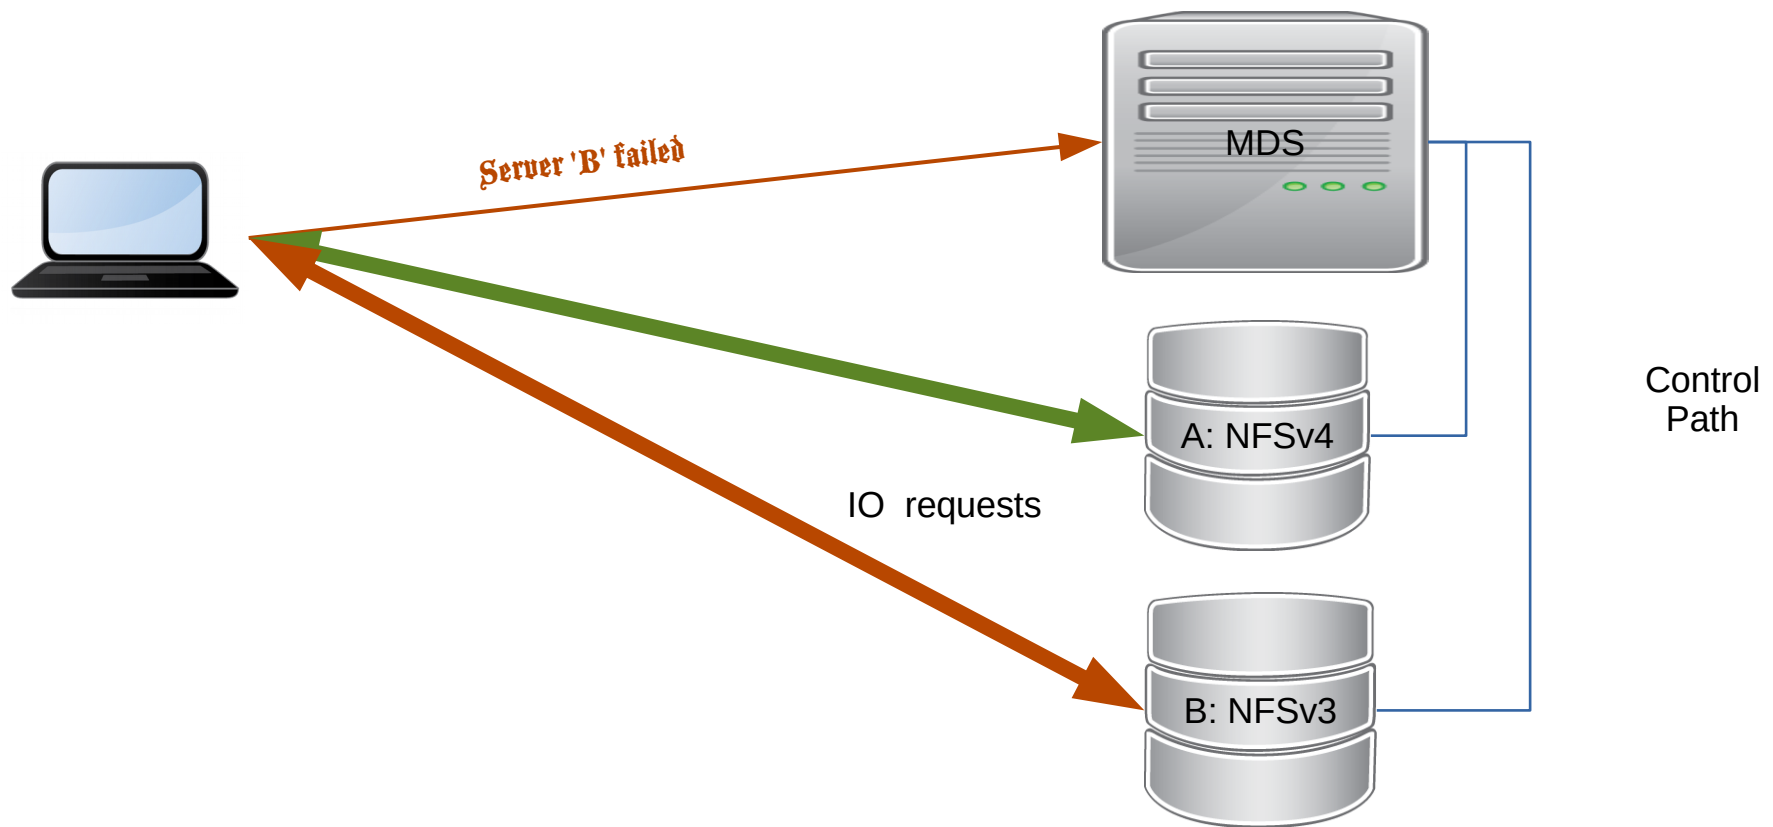 Server 'B' failed
MDS
Control
Path
A: NFSv4
IO requests
B: NFSv3